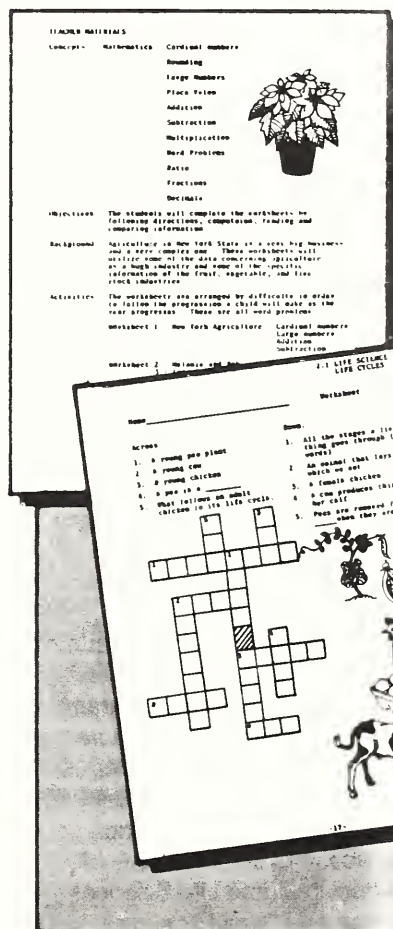 TEACHER MATERIALS
Concepts Mathematics Cardinal numbers
Rounding
Large Numbers
Place Value
Addition
Subtraction
Multiplication
Word Problems
Ratio
Fractions
Decimals
Objectives The students will complete the worksheets by
following directions, computation, reading and
comparing information
Background Agriculture in New York State is a very big business
and a very complex one These worksheets will
utilize some of the data concerning agriculture
as a hugh industry and some of the specific
information of the fruit, vegetable, and live
stock industries
Activities The worksheets are arranged by difficulty in order
to follow the progression a child will make as the
year progresses These are all word problems
Worksheet 1 New York Agriculture Cardinal numbers
Large numbers
Addition
Subtraction
Worksheet 2
LIFE SCIENCE
LIFE CYCLES
Worksheet
Name
Across
1. a young pea plant
2. a young cow
3. a young chicken
4. a pea is a
5. What follows an adult
chicken in its life cycle.
Down.
1. All the stages a
thing goes through
words)
2. An animal that
which we eat
3. a female chicken
4. a cow produces
her calf
5. Peas are removed
when they
-17-